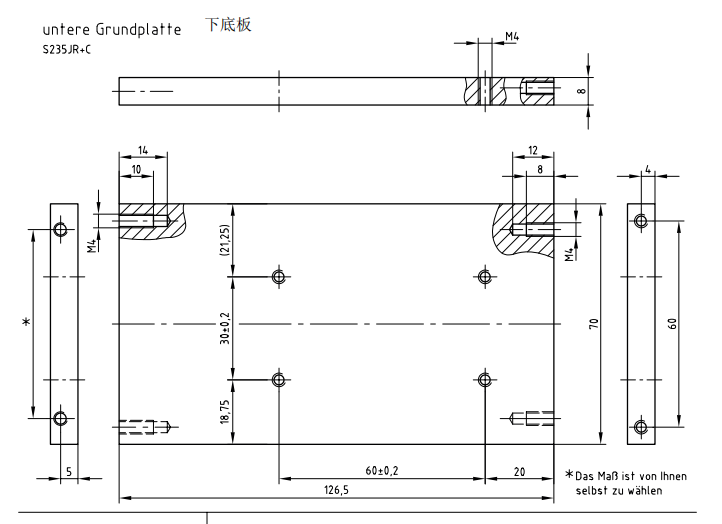 untere Grundplatte 下底板
S235JR+C
M4
8
14
12
10
8
4
M4
(21,25)
M4
*
30±0,2
70
60
18,75
5
60±0,2
20
126,5
*Das Maß ist von Ihnen
selbst zu wählen